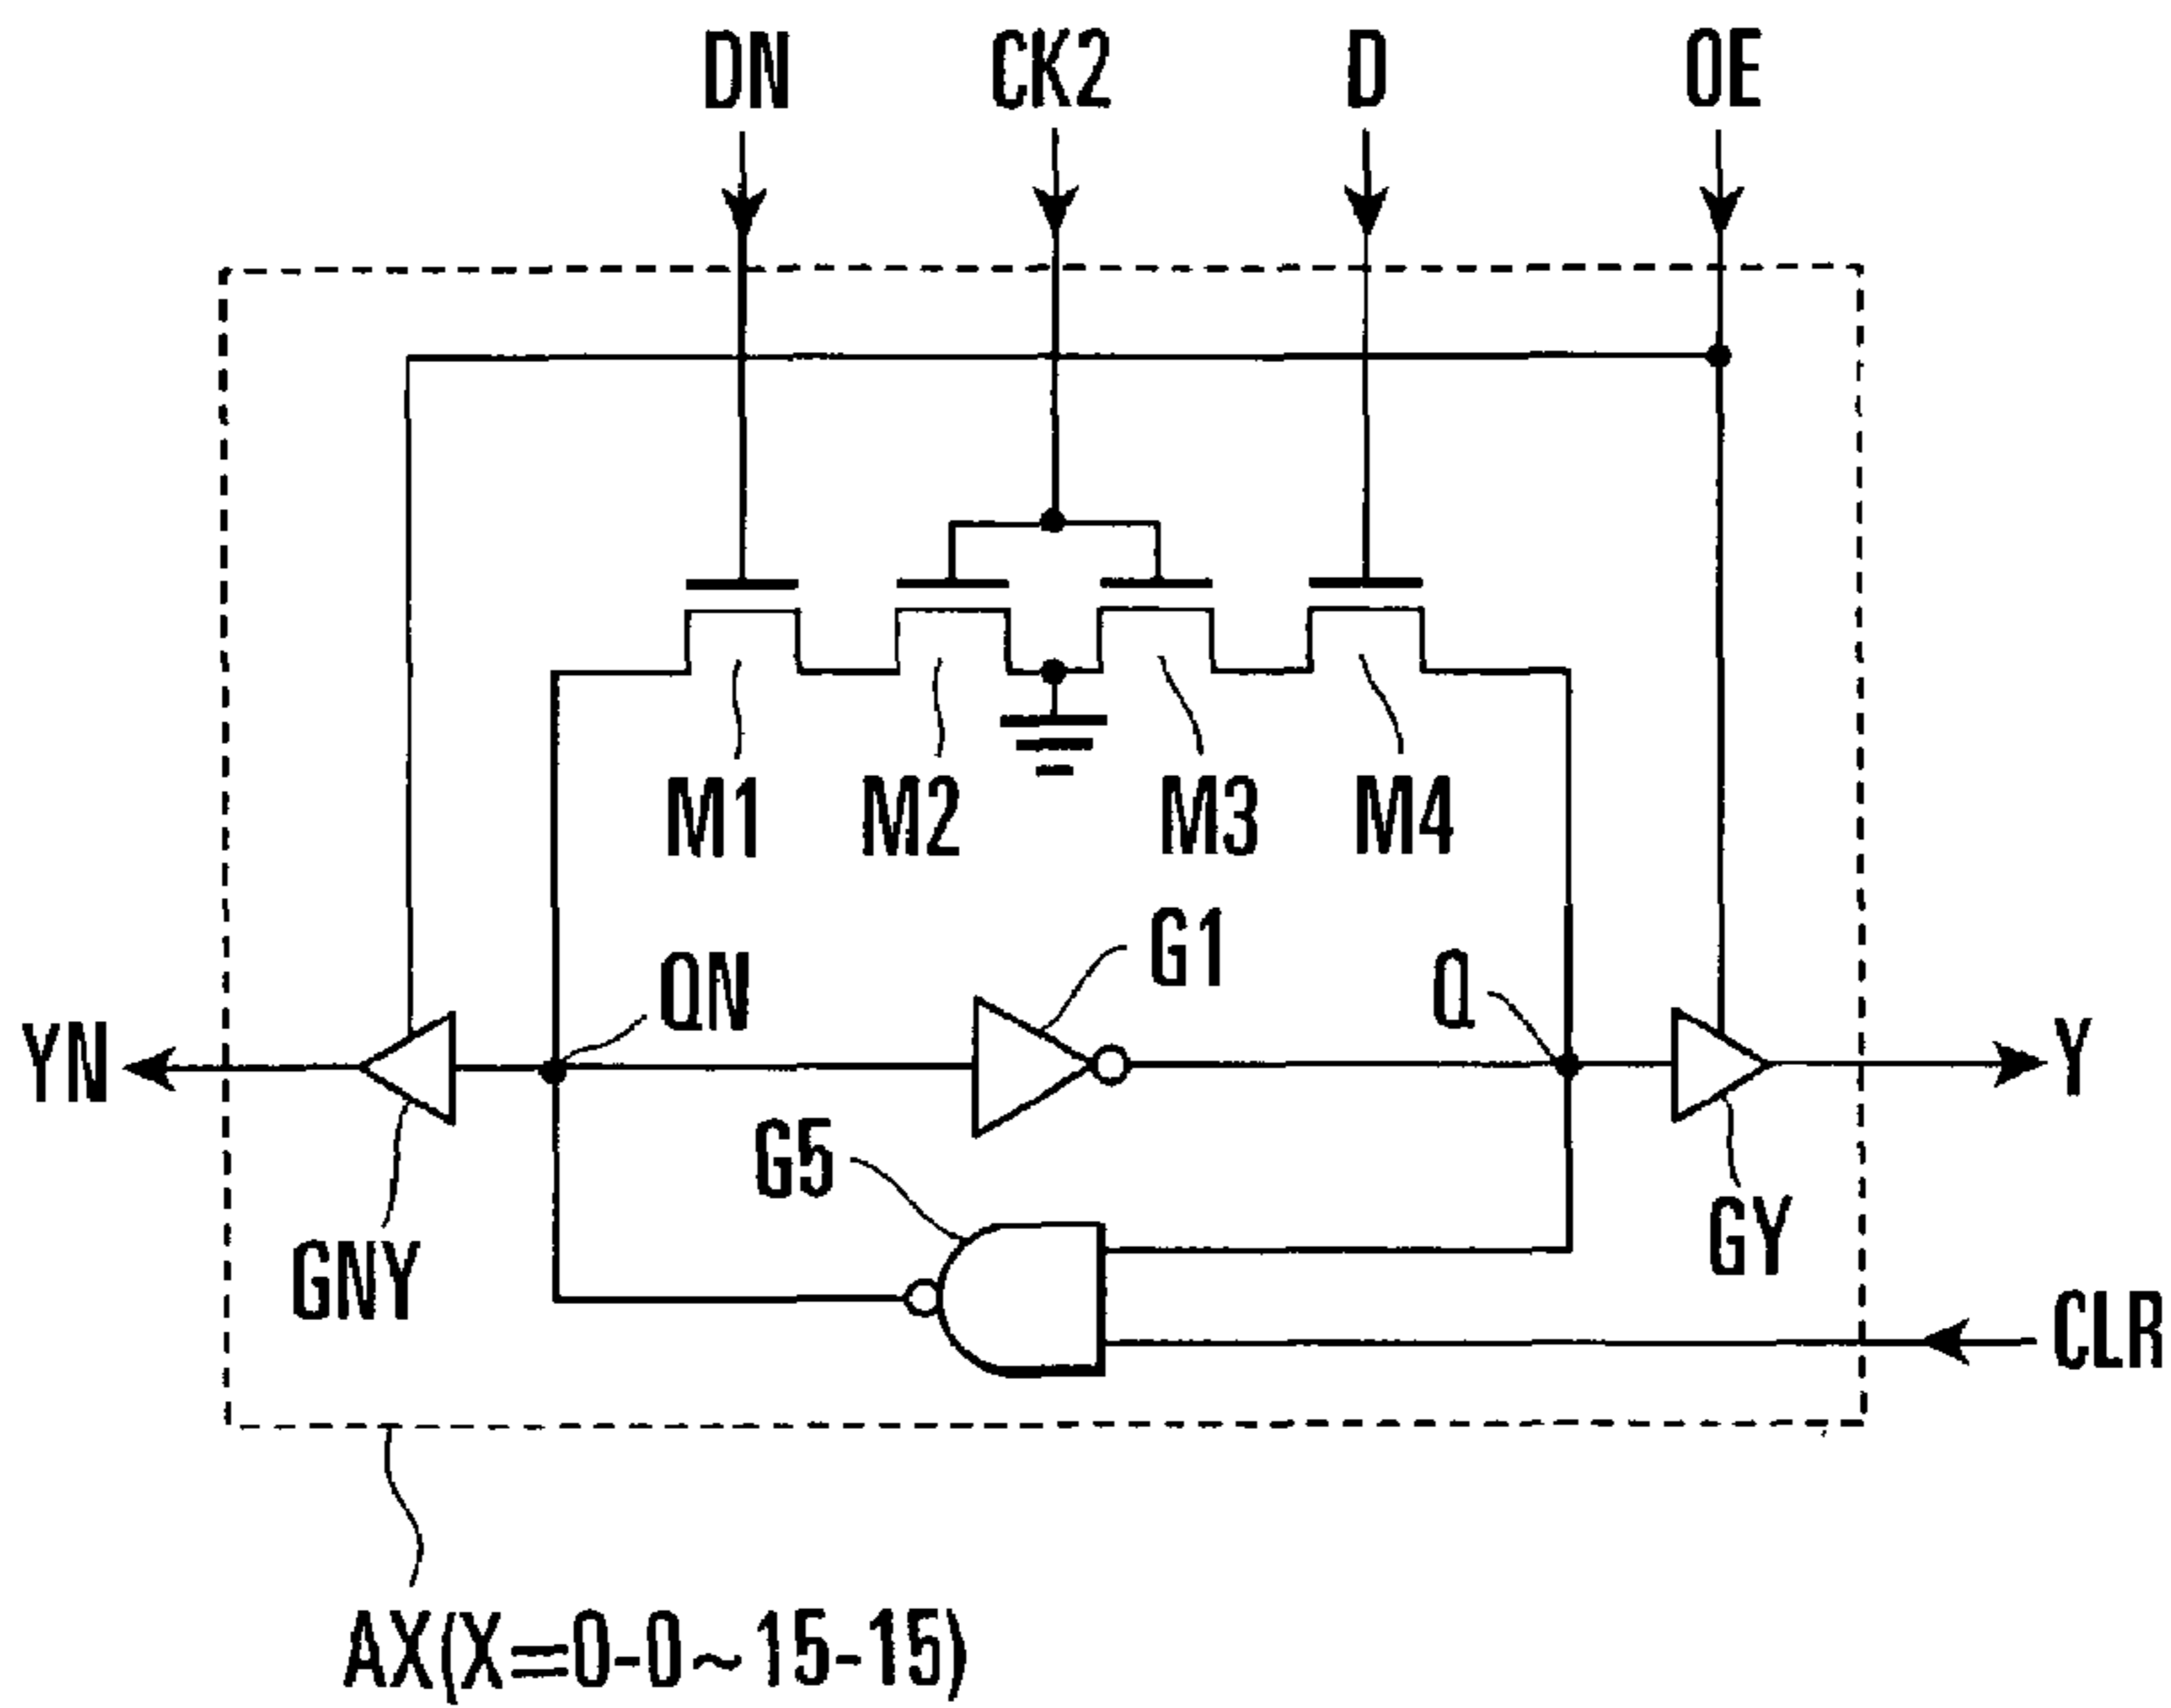 DN CK2 D OE
M1 M2 M3 M4
G1
QN Q
YN Y
G5
GNY GY
CLR
AX(X=0-0~15-15)